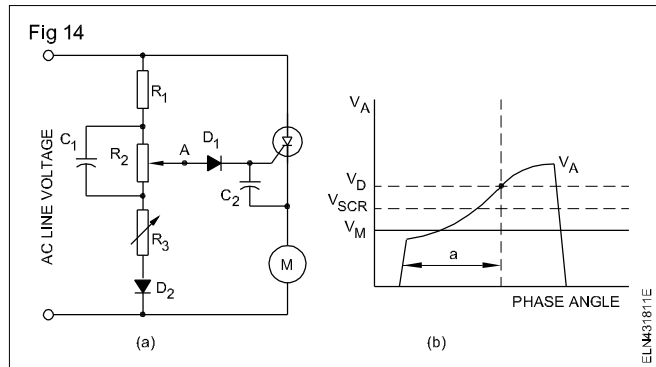 Fig 14
AC LINE VOLTAGE
R1
C1
R2
A
D1
C2
R3
D2
M
(a)
VA
VD
VSCR
VM
VA
a
PHASE ANGLE
(b)
ELN431811E